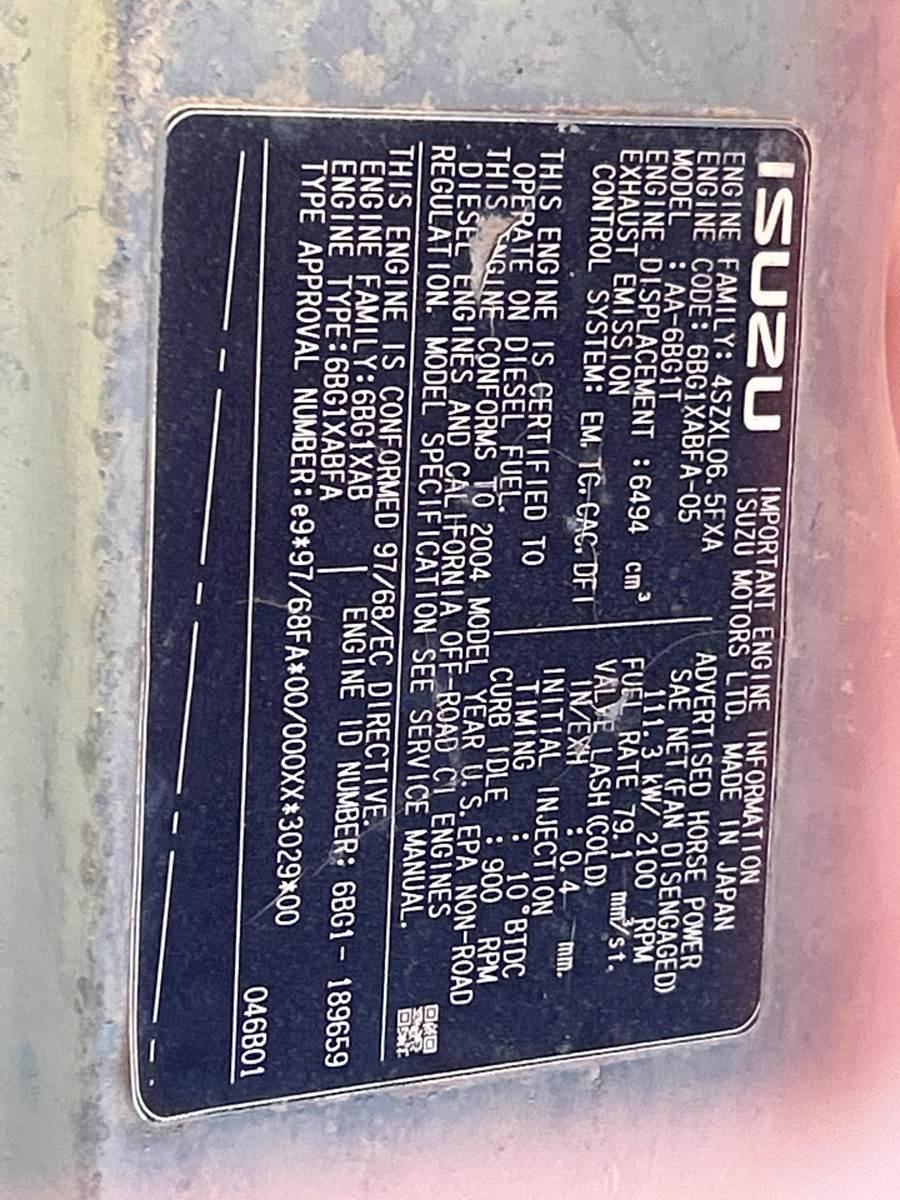 ISUZU
IMPORTANT ENGINE INFORMATION
ISUZU MOTORS LTD. MADE IN JAPAN
ENGINE FAMILY: 4SZXL06.5FXA
ENGINE CODE: 6BG1XABFA-05
MODEL : AA-6BG1T
ENGINE DISPLACEMENT : 6494 cm³
EXHAUST EMISSION
CONTROL SYSTEM: EM, TC, CAC, DFI
ADVERTISED HORSE POWER
SAE NET (FAN DISENGAGED)
111.3 kW/ 2100 RPM
FUEL RATE 79.1 mm³/st.
VALVE LASH (COLD)
IN/EXH : 0.4 mm.
INITIAL INJECTION
TIMING : 10°BTDC
CURB IDLE : 900 RPM
THIS ENGINE IS CERTIFIED TO
OPERATE ON DIESEL FUEL.
THIS ENGINE CONFORMS TO 2004 MODEL YEAR U.S. EPA NON-ROAD
DIESEL ENGINES AND CALIFORNIA OFF-ROAD CI ENGINES
REGULATION. MODEL SPECIFICATION SEE SERVICE MANUAL.
THIS ENGINE IS CONFORMED 97/68/EC DIRECTIVE.
ENGINE FAMILY:6BG1XAB
ENGINE TYPE:6BG1XABFA ENGINE ID NUMBER: 6BG1- 189659
TYPE APPROVAL NUMBER:e9*97/68FA*00/000XX*3029*00
046B01